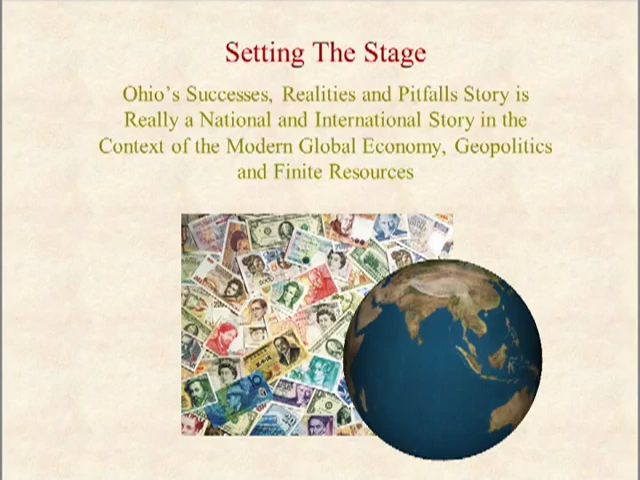 Setting The Stage
Ohio's Successes, Realities and Pitfalls Story is
Really a National and International Story in the
Context of the Modern Global Economy, Geopolitics
and Finite Resources